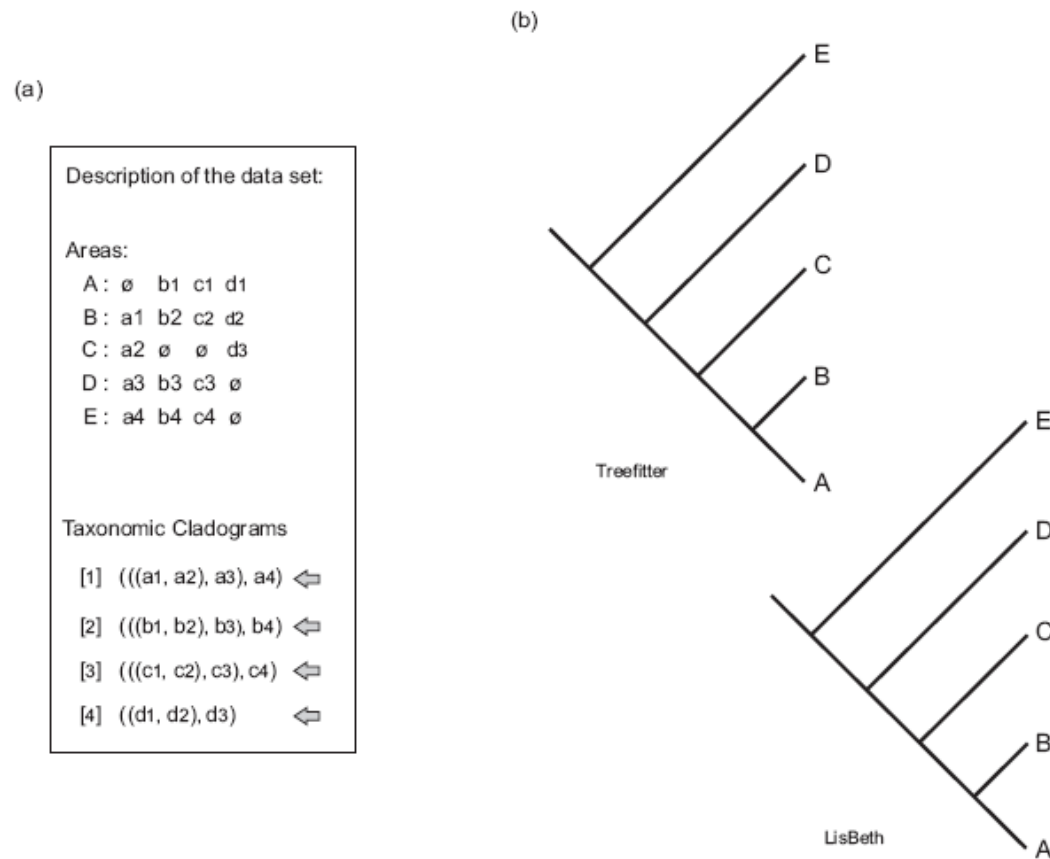 (a)
Description of the data set:
Areas:
A : ø b1 c1 d1
B : a1 b2 c2 d2
C : a2 ø ø d3
D : a3 b3 c3 ø
E : a4 b4 c4 ø
Taxonomic Cladograms
[1] (((a1, a2), a3), a4)
[2] (((b1, b2), b3), b4)
[3] (((c1, c2), c3), c4)
[4] ((d1, d2), d3)
(b)
E
D
C
B
A
Treefitter
E
D
C
B
A
LisBeth